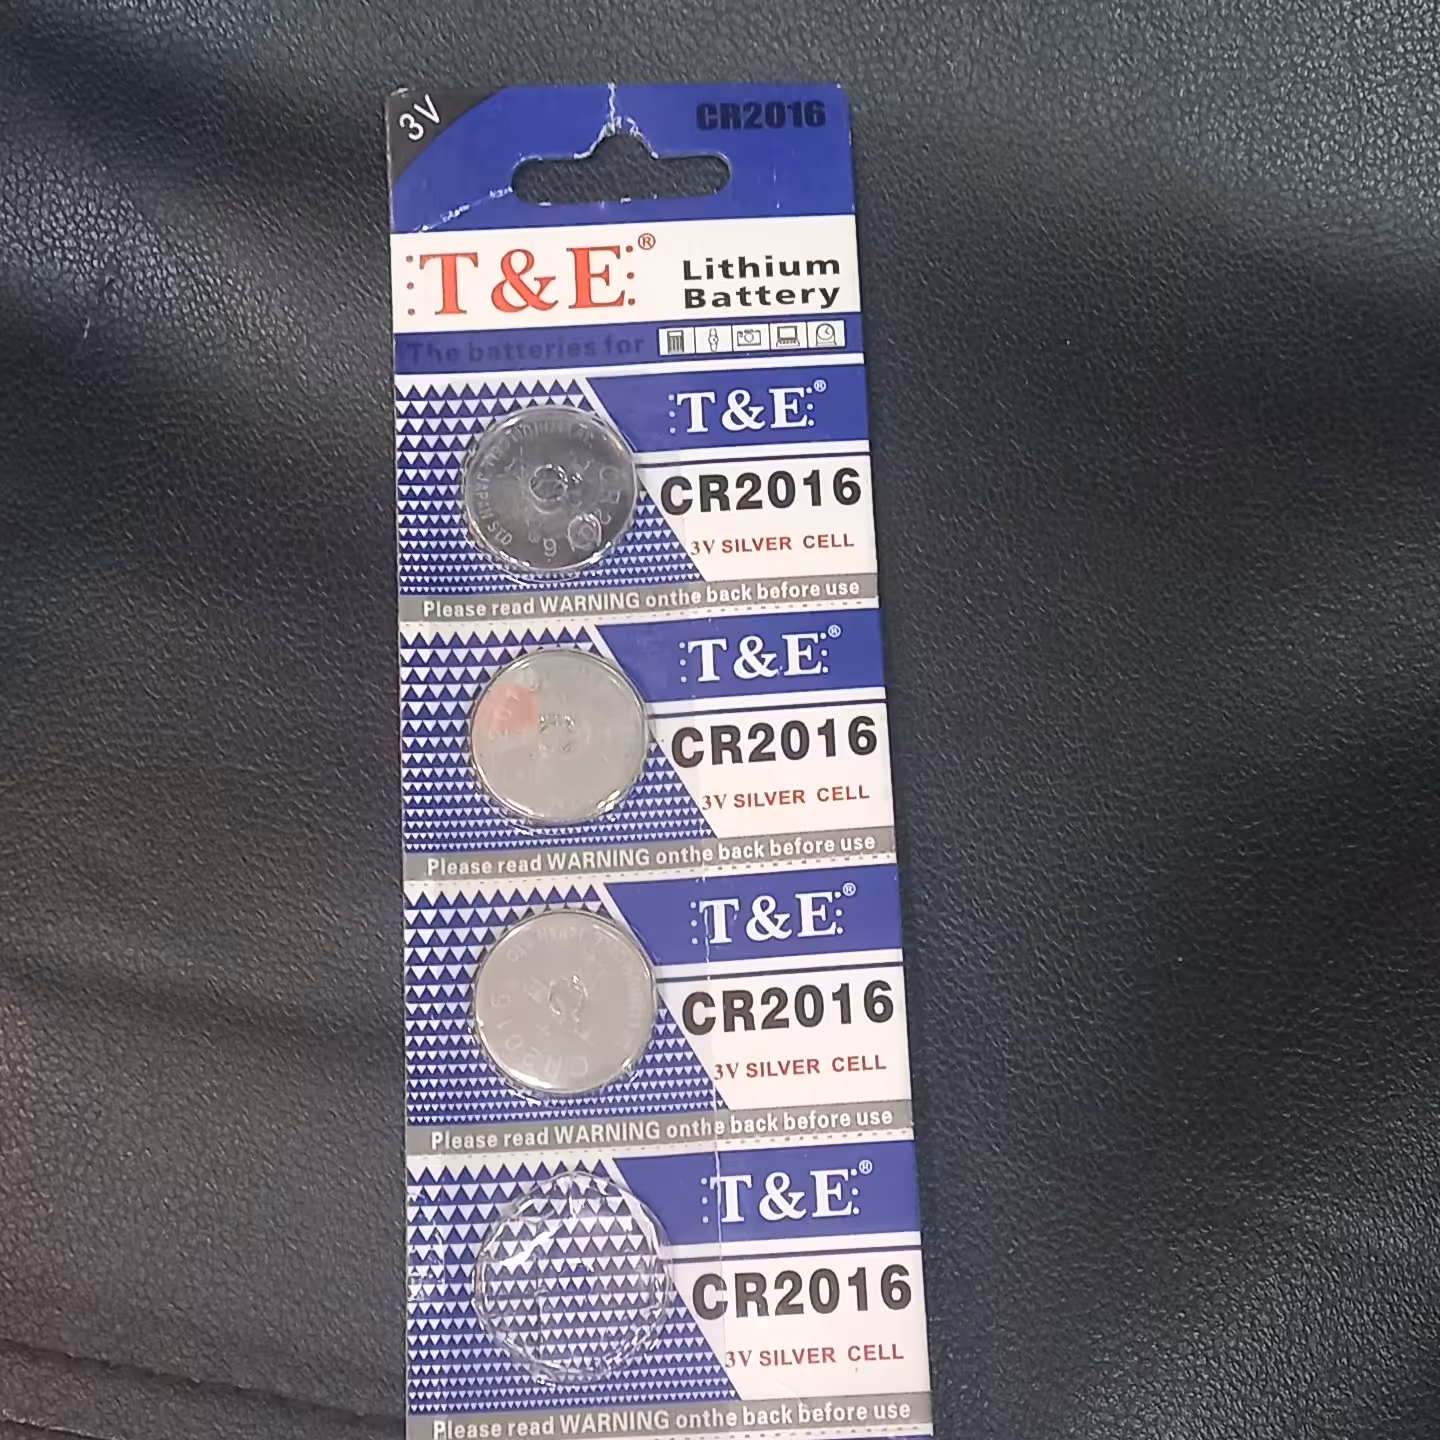 3V
CR2016
T&E®
Lithium
Battery
The batteries for
T&E®
CR2016
3V SILVER CELL
Please read WARNING onthe back before use
T&E®
CR2016
3V SILVER CELL
Please read WARNING onthe back before use
T&E®
CR2016
CR2016
3V SILVER CELL
Please read WARNING onthe back before use
T&E®
CR2016
3V SILVER CELL
Please read WARNING onthe back before use